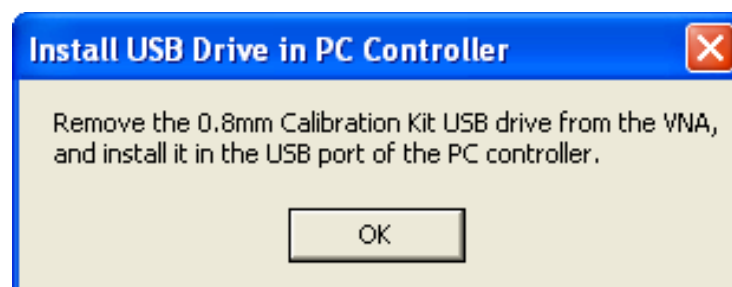 Install USB Drive in PC Controller
Remove the 0.8mm Calibration Kit USB drive from the VNA,
and install it in the USB port of the PC controller.
OK